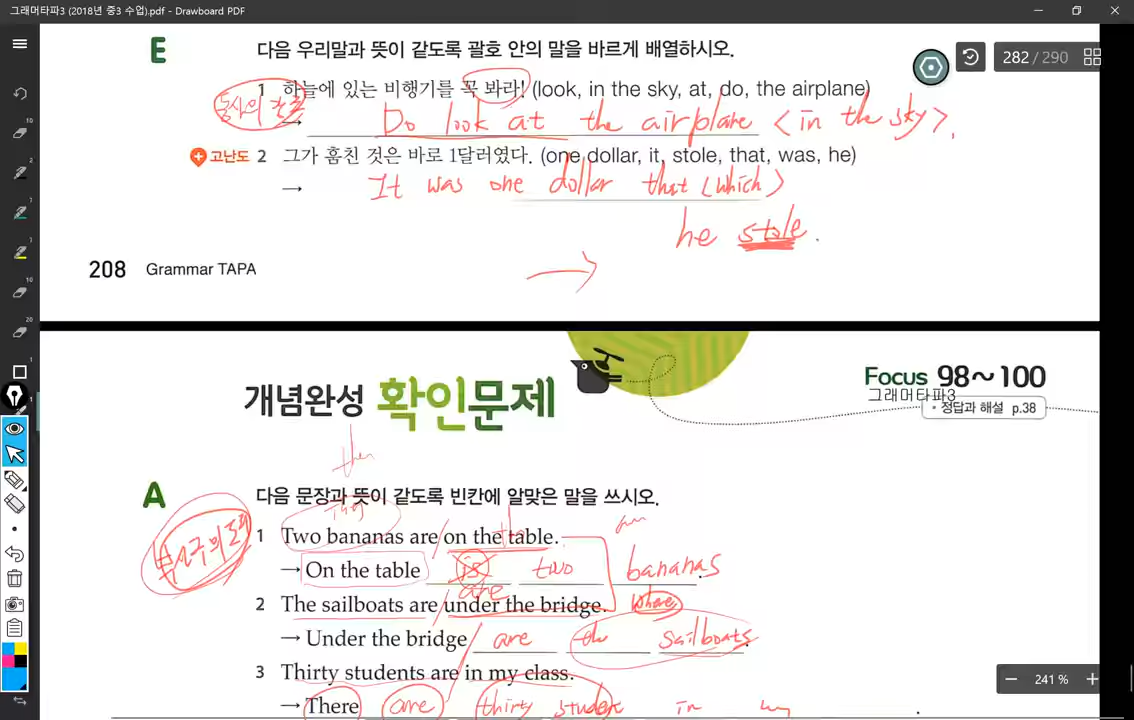 그래머타파3 (2018년 중3 수업).pdf - Drawboard PDF
282 / 290
E 다음 우리말과 뜻이 같도록 괄호 안의 말을 바르게 배열하시오.
1 하늘에 있는 비행기를 꼭 봐라! (look, in the sky, at, do, the airplane)
→ Do look at the airplane <in the sky>.
고난도 2 그가 훔친 것은 바로 1달러였다. (one dollar, it, stole, that, was, he)
→ It was one dollar that (which)
he stole.
208 Grammar TAPA
개념완성 확인문제
Focus 98~100
그래머타파3
• 정답과 해설 p.38
A 다음 문장과 뜻이 같도록 빈칸에 알맞은 말을 쓰시오.
1 Two bananas are / on the table.
→ On the table is are two bananas
2 The sailboats are / under the bridge. where
→ Under the bridge / are the sailboats.
3 Thirty students are in my class.
→ There are thirty student in my
241 %